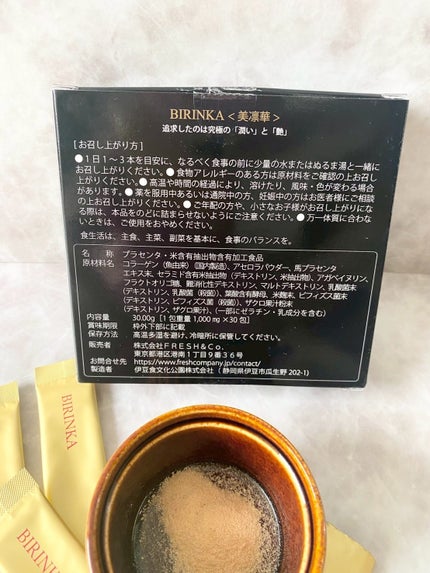 BIRINKA＜美凛華＞
追求したのは究極の「潤い」と「艶」
[お召し上がり方]
●1日1〜3本を目安に、なるべく食事の前に少量の水またはぬるま湯と一緒に
お召し上がりください。●食物アレルギーのある方は原材料をご確認の上お召し
上がりください。●高温や時間の経過により、溶けたり、風味・色が変わる場合
があります。●薬を服用中あるいは通院中の方、妊娠中の方はお医者様にご相談
の上お召し上がりください。●ご年配の方や、小さなお子様がお召し上がりにな
る際は、本品をのどに詰まらせないようにご注意ください。●万一体質に合わな
いときは、ご使用をおやめください。
食生活は、主食、主菜、副菜を基本に、食事のバランスを。
名 称 プラセンタ・米含有抽出物含有加工食品
原材料名 コラーゲン（魚由来）（国内製造）、アセロラパウダー、馬プラセンタ
エキス末、セラミド含有米抽出物（デキストリン、米抽出物）、アガベイヌリン、
フラクトオリゴ糖、難消化性デキストリン、マルトデキストリン、乳酸菌末
（デキストリン、乳酸菌（殺菌））、葉酸含有酵母、米麹末、ビフィズス菌末
（デキストリン、ビフィズス菌（殺菌））、ザクロ果汁粉末
（デキストリン、ザクロ果汁）、（一部にゼラチン・乳成分を含む）
内容量 30.00g［1包重量1,000㎎×30包］
賞味期限 枠外下部に記載
保存方法 高温多湿を避け、冷暗所に保管してください。
販売者 株式会社FRESH&Co.
東京都港区港南1丁目9番36号
お問合せ先 https://www.freshcompany.jp/contact/
製造者 伊豆食文化公園株式会社（静岡県伊豆市瓜生野 202-1）
BIRINKA
BIRINKA